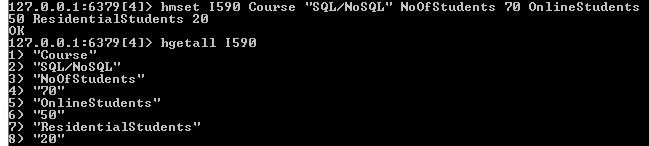 127.0.0.1:6379[4]> hmset I590 Course "SQL/NoSQL" NoOfStudents 70 OnlineStudents
50 ResidentialStudents 20
OK
127.0.0.1:6379[4]> hgetall I590
1) "Course"
2) "SQL/NoSQL"
3) "NoOfStudents"
4) "70"
5) "OnlineStudents"
6) "50"
7) "ResidentialStudents"
8) "20"